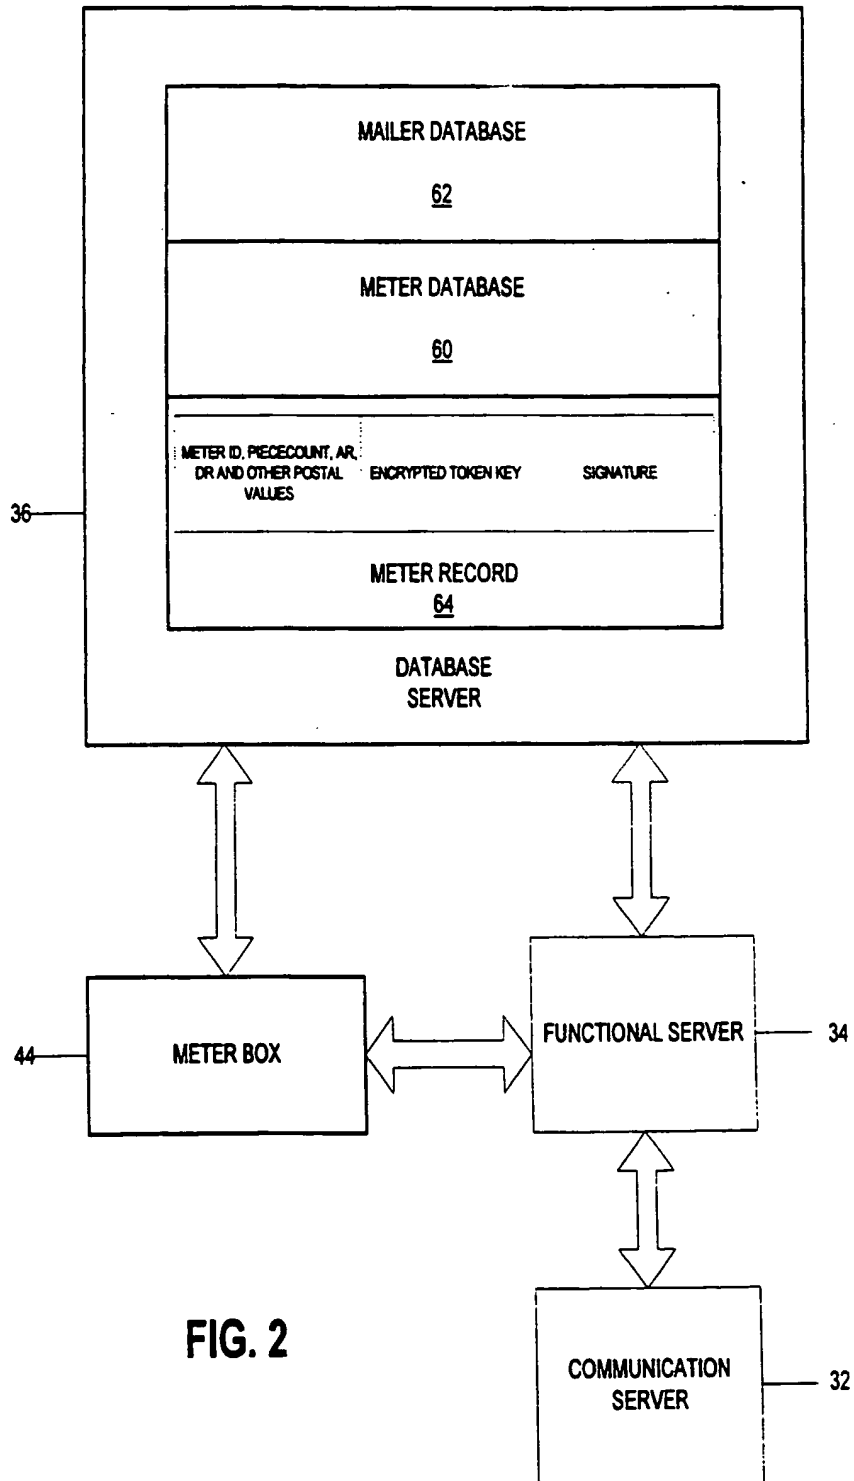 MAILER DATABASE
62
METER DATABASE
60
METER ID, PIECECOUNT, AR,
DR AND OTHER POSTAL
VALUES
ENCRYPTED TOKEN KEY
SIGNATURE
36
METER RECORD
64
DATABASE
SERVER
44
METER BOX
FUNCTIONAL SERVER
34
FIG. 2
COMMUNICATION
SERVER
32